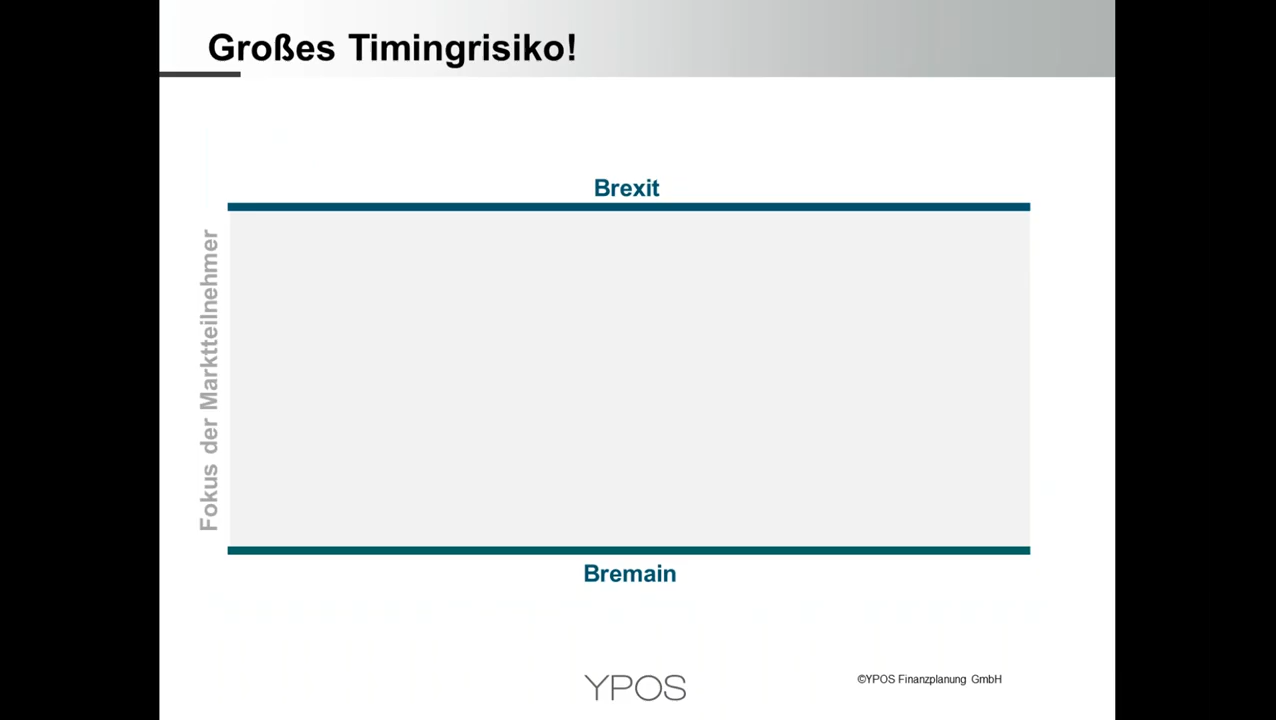 Großes Timingrisiko!
Brexit
Fokus der Marktteilnehmer
Bremain
YPOS
©YPOS Finanzplanung GmbH